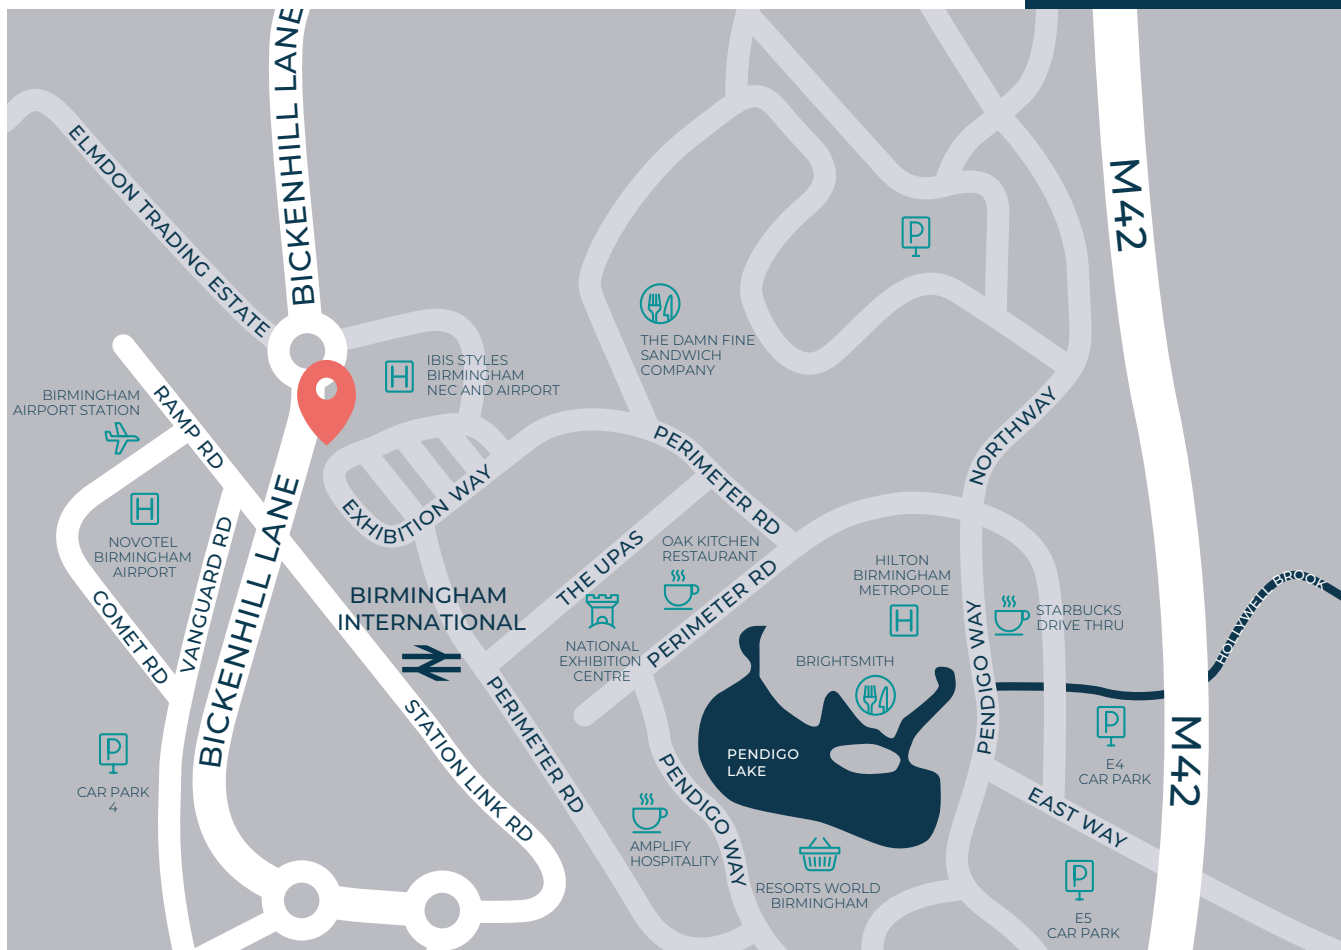 BICKENHILL LANE
ELMDON TRADING ESTATE
M42
P
THE DAMN FINE
SANDWICH
COMPANY
H
IBIS STYLES
BIRMINGHAM
NEC AND AIRPORT
BIRMINGHAM
AIRPORT STATION
RAMP RD
NORTHWAY
PERIMETER RD
EXHIBITION WAY
H
NOVOTEL
BIRMINGHAM
AIRPORT
VANGUARD RD
BICKENHILL LANE
COMET RD
BIRMINGHAM
INTERNATIONAL
THE UPAS
OAK KITCHEN
RESTAURANT
PERIMETER RD
NATIONAL
EXHIBITION
CENTRE
HILTON
BIRMINGHAM
METROPOLE
H
PENDIGO WAY
STARBUCKS
DRIVE THRU
HOLLYWELL BROOK
BRIGHTSMITH
PENDIGO
LAKE
PERIMETER RD
STATION LINK RD
PENDIGO WAY
P
CAR PARK
4
P
E4
CAR PARK
M42
EAST WAY
AMPLIFY
HOSPITALITY
RESORTS WORLD
BIRMINGHAM
P
E5
CAR PARK